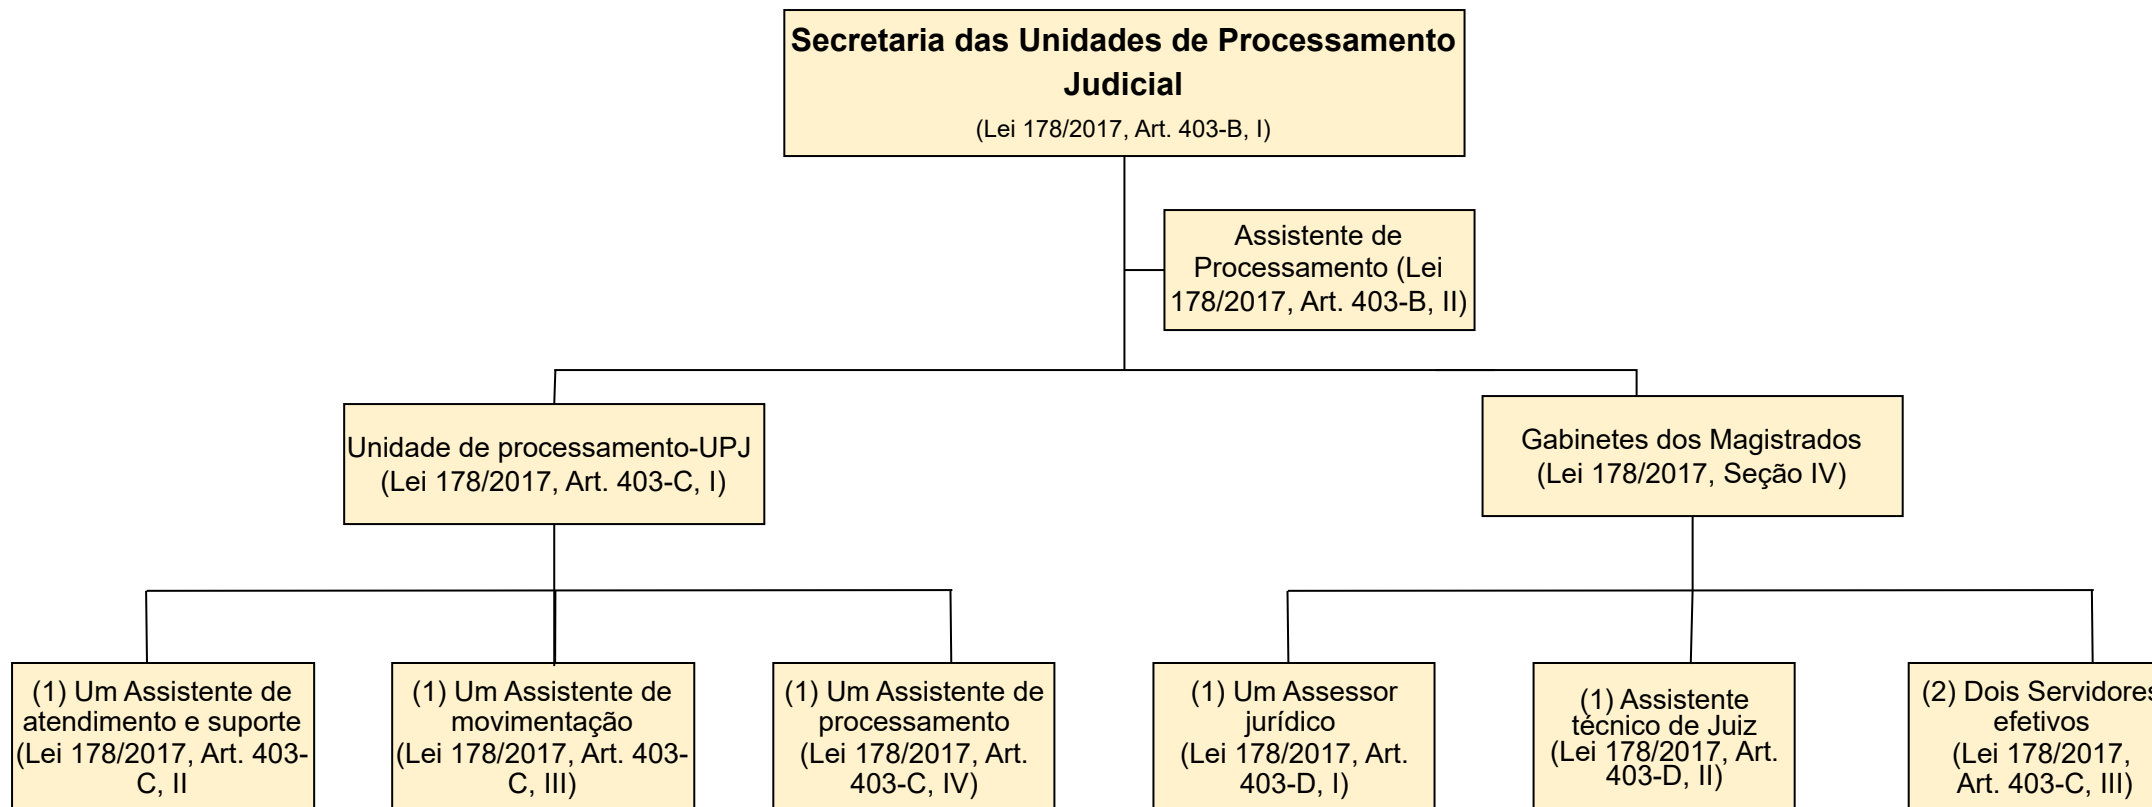 Secretaria das Unidades de Processamento
Judicial
(Lei 178/2017, Art. 403-B, I)
Assistente de
Processamento (Lei
178/2017, Art. 403-B, II)
Unidade de processamento-UPJ
(Lei 178/2017, Art. 403-C, I)
Gabinetes dos Magistrados
(Lei 178/2017, Seção IV)
(1) Um Assistente de
atendimento e suporte
(Lei 178/2017, Art. 403-
C, II
(1) Um Assistente de
movimentação
(Lei 178/2017, Art. 403-
C, III)
(1) Um Assistente de
processamento
(Lei 178/2017, Art.
403-C, IV)
(1) Um Assessor
jurídico
(Lei 178/2017, Art.
403-D, I)
(1) Assistente
técnico de Juiz
(Lei 178/2017, Art.
403-D, II)
(2) Dois Servidores
efetivos
(Lei 178/2017,
Art. 403-C, III)